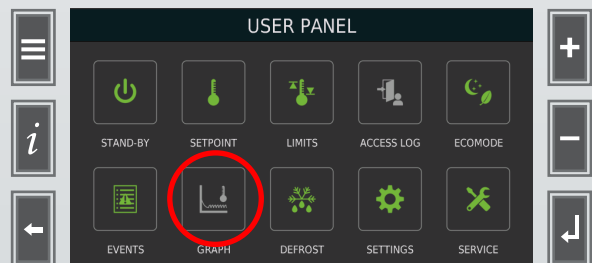 USER PANEL
STAND-BY SETPOINT LIMITS ACCESS LOG ECOMODE
EVENTS GRAPH DEFROST SETTINGS SERVICE
i